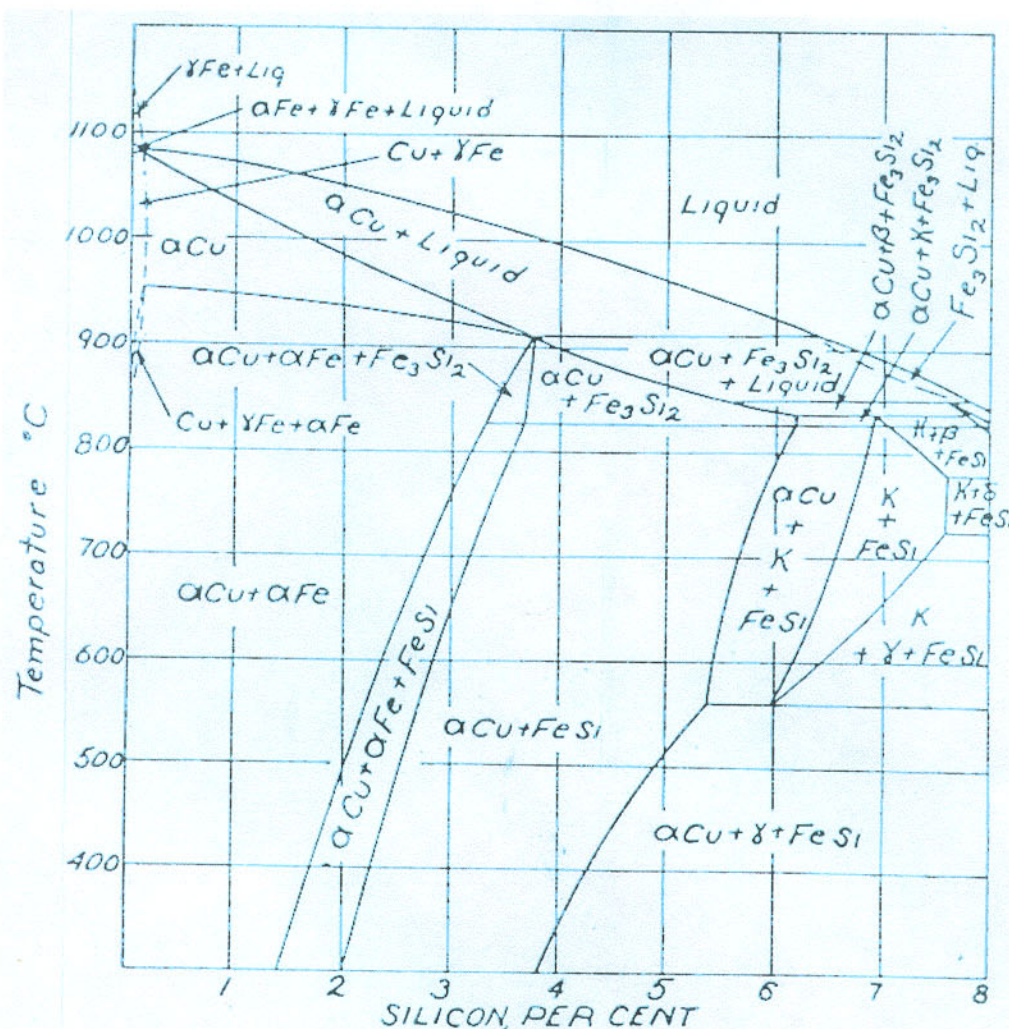 γFe+Liq
αFe+γFe+Liquid
1100
Cu+γFe
Liquid
αCu+β+Fe₃Si₂
αCu+K+Fe₃Si₂
Fe₃Si₂+Liq
αCu+Liquid
1000
αCu
900
αCu+αFe+Fe₃Si₂
αCu
+Fe₃Si₂
αCu+Fe₃Si₂
+Liquid
Cu+γFe+αFe
800
K+β
+FeSi
αCu
+
K
+
FeSi
K
+
FeSi
K+δ
+FeSi
700
αCu+αFe
600
K
+γ+FeSi
αCu+αFe+FeSi
αCu+FeSi
500
αCu+γ+FeSi
400
Temperature °C
1 2 3 4 5 6 7 8
SILICON, PER CENT